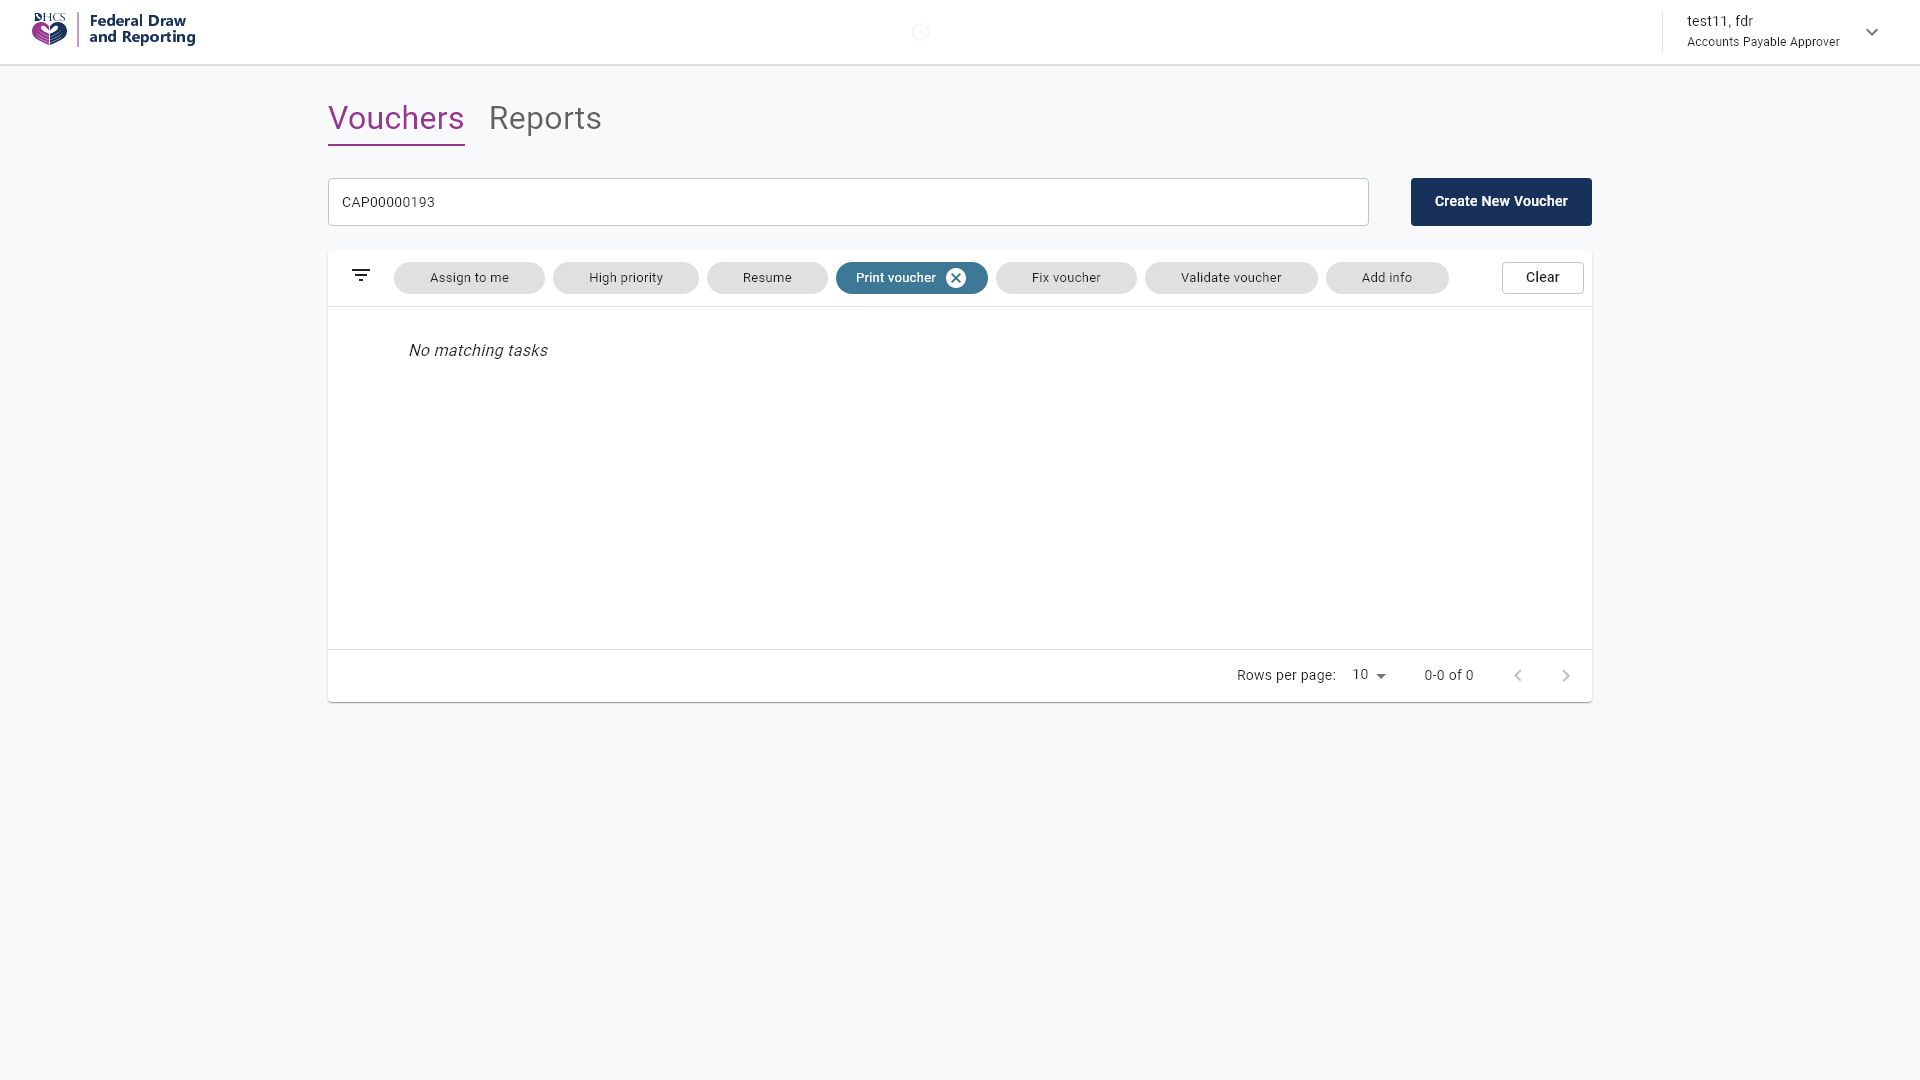 DHCS
Federal Draw
and Reporting
test11, fdr
Accounts Payable Approver
Vouchers
Reports
CAP00000193
Create New Voucher
Assign to me
High priority
Resume
Print voucher
Fix voucher
Validate voucher
Add info
Clear
No matching tasks
Rows per page:
10
0-0 of 0